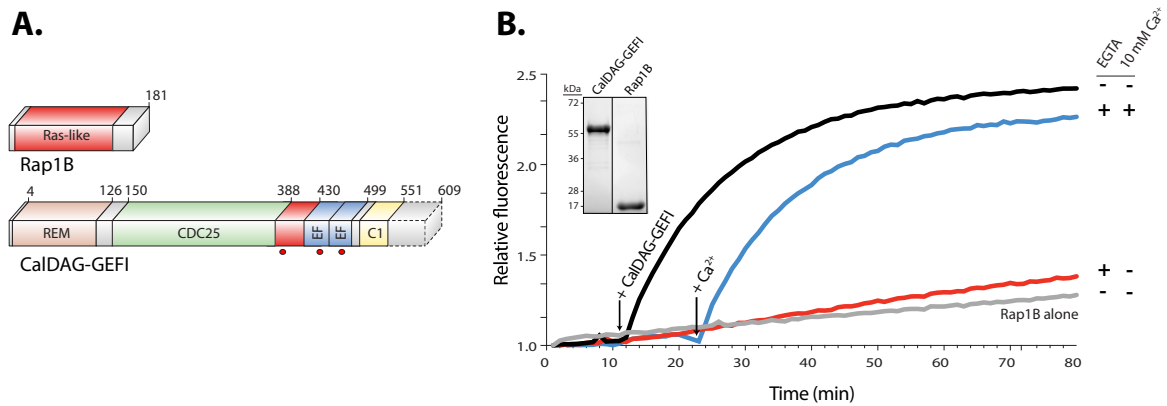 A.
181
Ras-like
Rap1B
4 126 150 388 430 499 551 609
REM CDC25 EF EF C1
CalDAG-GEFI
B.
EGTA
10 mM Ca²⁺
CalDAG-GEFI
Rap1B
kDa
72
55
36
28
17
Relative fluorescence
2.5
2.0
1.5
1.0
+ CalDAG-GEFI
+ Ca²⁺
- -
+ +
+ -
- -
Rap1B alone
0 10 20 30 40 50 60 70 80
Time (min)